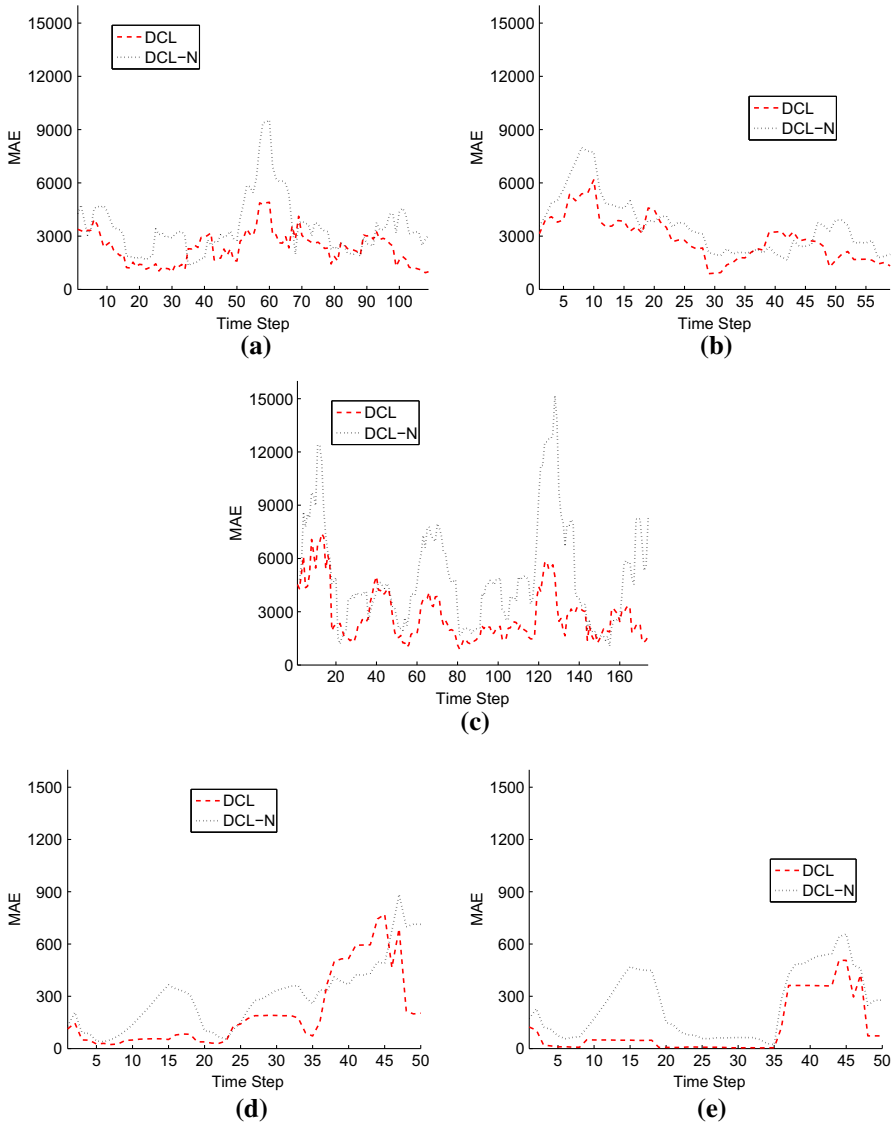 15000
12000
9000
6000
3000
0
MAE
DCL
DCL-N
10 20 30 40 50 60 70 80 90 100
Time Step
(a)
15000
12000
9000
6000
3000
0
MAE
DCL
DCL-N
5 10 15 20 25 30 35 40 45 50 55
Time Step
(b)
15000
12000
9000
6000
3000
0
MAE
DCL
DCL-N
20 40 60 80 100 120 140 160
Time Step
(c)
1500
1200
900
600
300
0
MAE
DCL
DCL-N
5 10 15 20 25 30 35 40 45 50
Time Step
(d)
1500
1200
900
600
300
0
MAE
DCL
DCL-N
5 10 15 20 25 30 35 40 45 50
Time Step
(e)